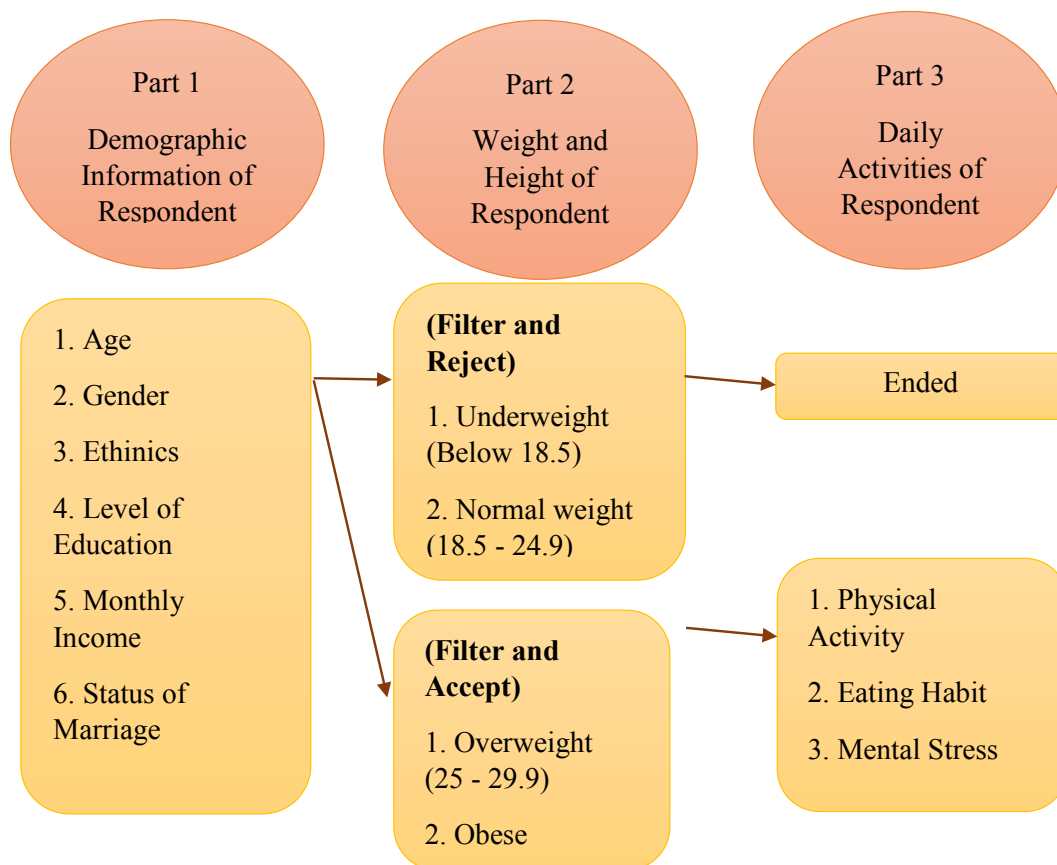 Part 1
Demographic
Information of
Respondent
Part 2
Weight and
Height of
Respondent
Part 3
Daily
Activities of
Respondent
1. Age
2. Gender
3. Ethinics
4. Level of
Education
5. Monthly
Income
6. Status of
Marriage
(Filter and
Reject)
1. Underweight
(Below 18.5)
2. Normal weight
(18.5 - 24.9)
Ended
(Filter and
Accept)
1. Overweight
(25 - 29.9)
2. Obese
1. Physical
Activity
2. Eating Habit
3. Mental Stress